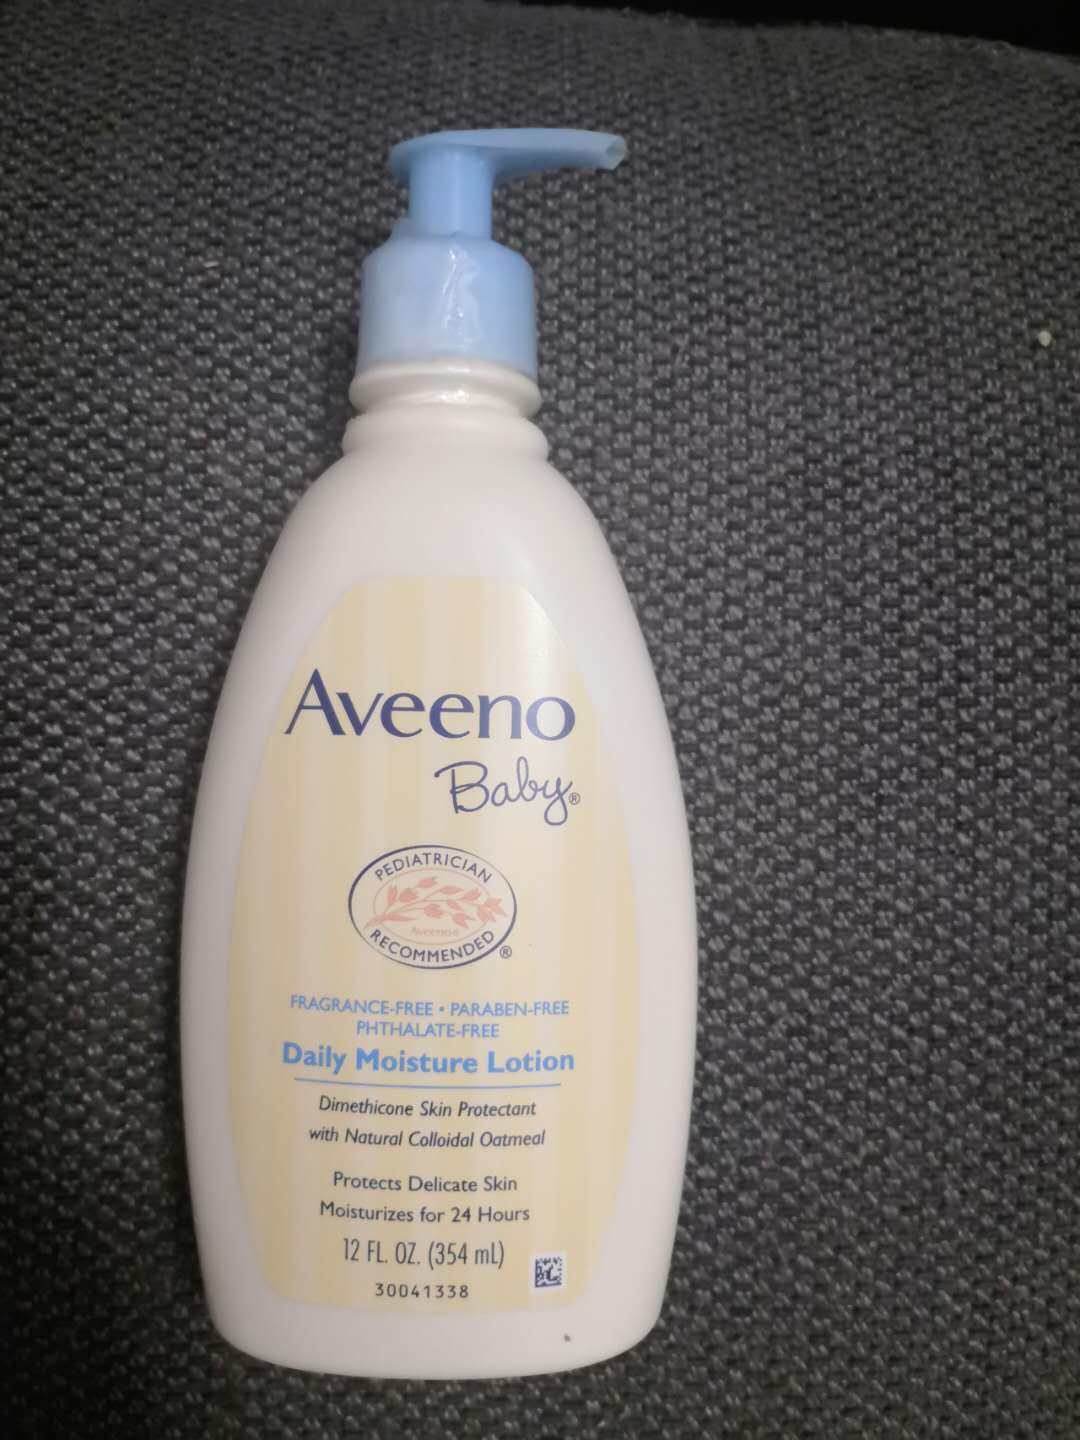 Aveeno
Baby®
PEDIATRICIAN
Aveeno®
RECOMMENDED®
FRAGRANCE-FREE • PARABEN-FREE
PHTHALATE-FREE
Daily Moisture Lotion
Dimethicone Skin Protectant
with Natural Colloidal Oatmeal
Protects Delicate Skin
Moisturizes for 24 Hours
12 FL. OZ. (354 mL)
30041338